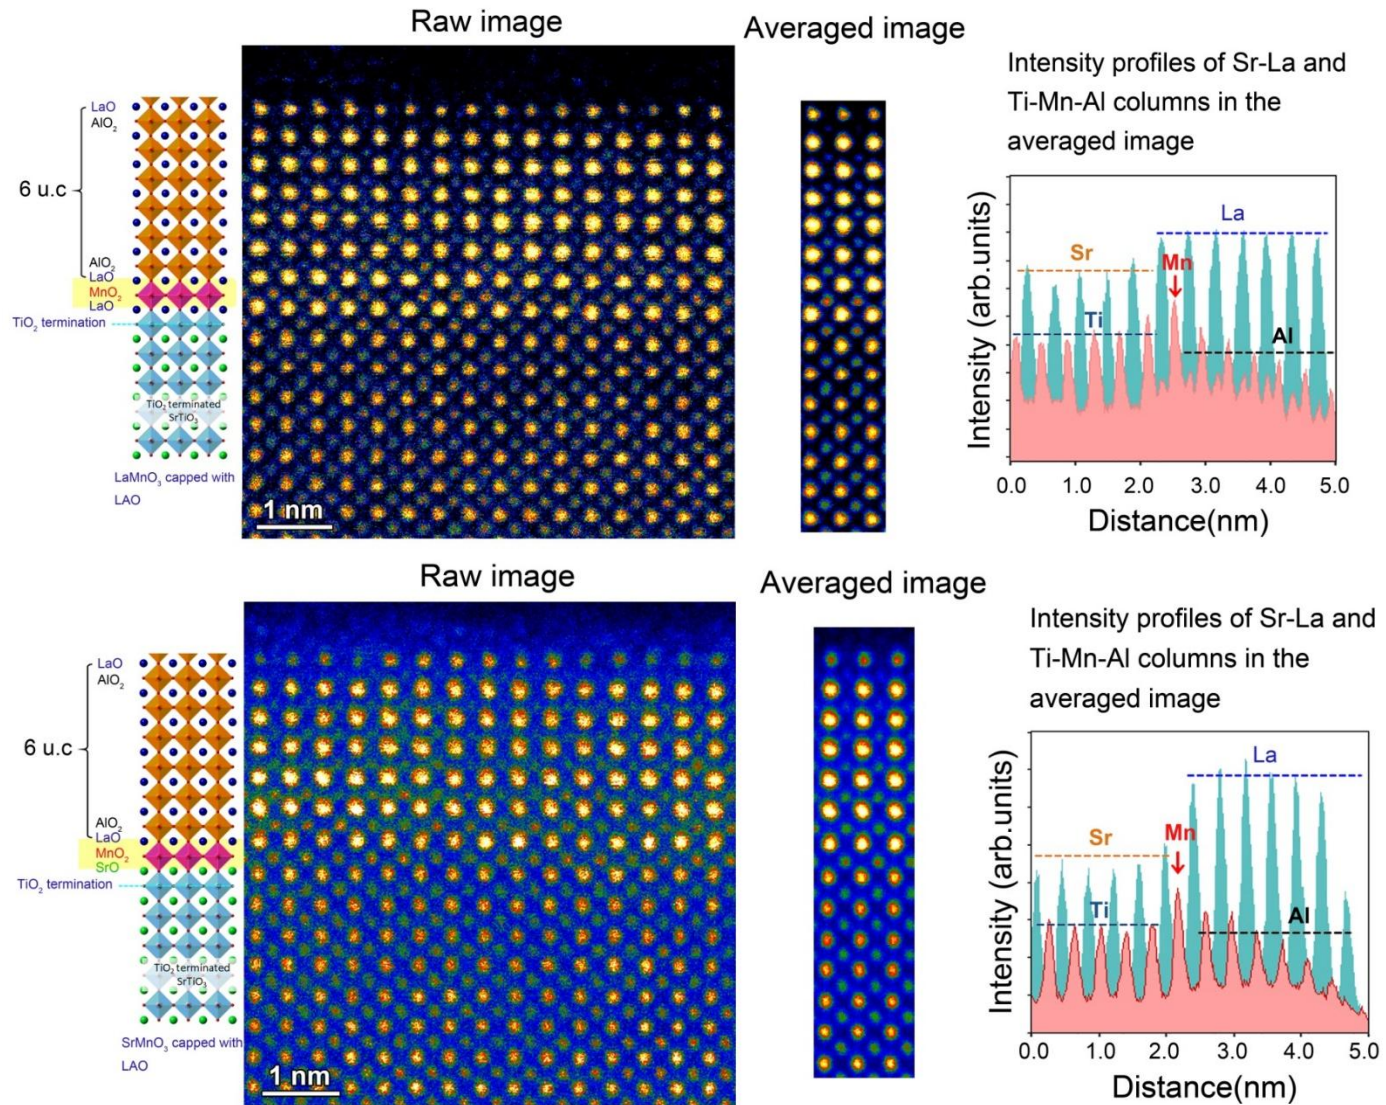 Raw image
Averaged image
Intensity profiles of Sr-La and
Ti-Mn-Al columns in the
averaged image
LaO
AlO₂
6 u.c
AlO₂
LaO
MnO₂
LaO
TiO₂ termination
TiO₂ terminated
SrTiO₃
LaMnO₃ capped with
LAO
1 nm
Intensity (arb.units)
La
Sr
Mn
Ti
Al
0.0 1.0 2.0 3.0 4.0 5.0
Distance(nm)
Raw image
Averaged image
Intensity profiles of Sr-La and
Ti-Mn-Al columns in the
averaged image
LaO
AlO₂
6 u.c
AlO₂
LaO
MnO₂
SrO
TiO₂ termination
TiO₂ terminated
SrTiO₃
SrMnO₃ capped with
LAO
1 nm
Intensity (arb.units)
La
Sr
Mn
Ti
Al
0.0 1.0 2.0 3.0 4.0 5.0
Distance(nm)